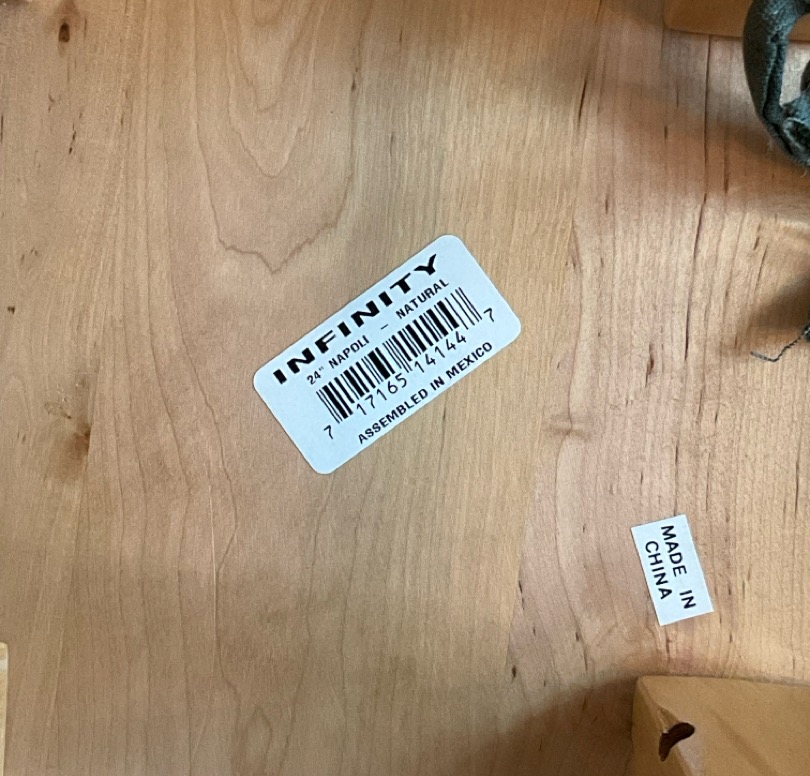 INFINITY
24" NAPOLI - NATURAL
7 17165 14144 7
ASSEMBLED IN MEXICO
MADE IN
CHINA